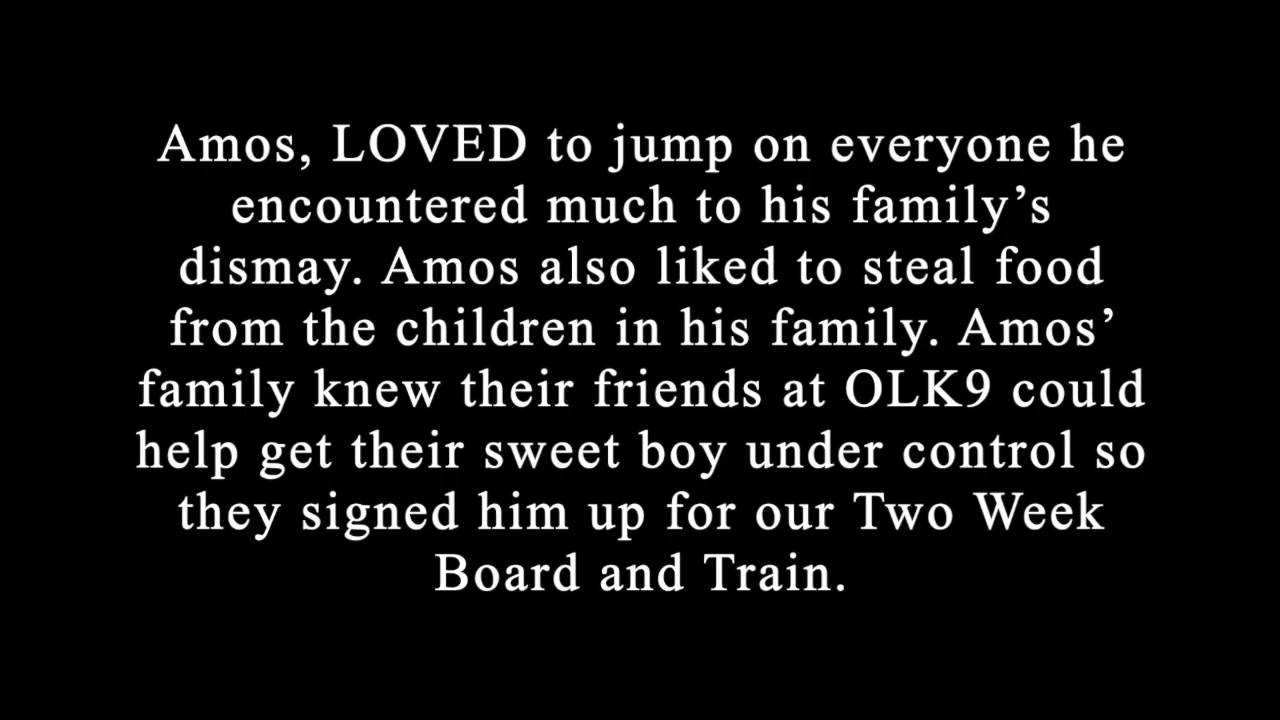 Amos, LOVED to jump on everyone he
encountered much to his family’s
dismay. Amos also liked to steal food
from the children in his family. Amos’
family knew their friends at OLK9 could
help get their sweet boy under control so
they signed him up for our Two Week
Board and Train.